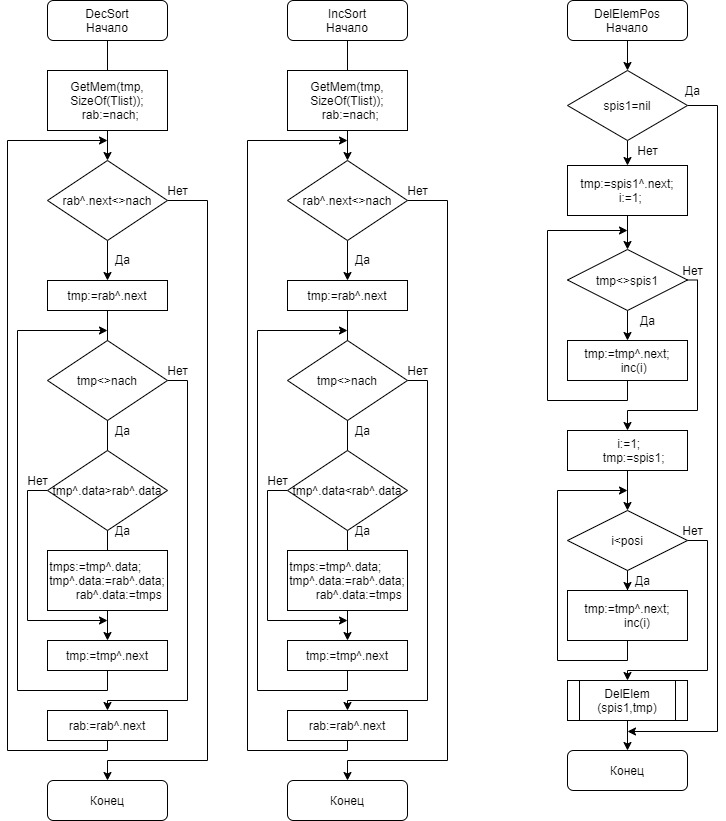 DecSort
Начало
GetMem(tmp,
SizeOf(Tlist));
rab:=nach;
rab^.next<>nach
Нет
Да
tmp:=rab^.next
tmp<>nach
Нет
Да
tmp^.data>rab^.data
Нет
Да
tmps:=tmp^.data;
tmp^.data:=rab^.data;
rab^.data:=tmps
tmp:=tmp^.next
rab:=rab^.next
Конец
IncSort
Начало
GetMem(tmp,
SizeOf(Tlist));
rab:=nach;
rab^.next<>nach
Нет
Да
tmp:=rab^.next
tmp<>nach
Нет
Да
tmp^.data<rab^.data
Нет
Да
tmps:=tmp^.data;
tmp^.data:=rab^.data;
rab^.data:=tmps
tmp:=tmp^.next
rab:=rab^.next
Конец
DelElemPos
Начало
spis1=nil
Да
Нет
tmp:=spis1^.next;
i:=1;
tmp<>spis1
Нет
Да
tmp:=tmp^.next;
inc(i)
i:=1;
tmp:=spis1;
i<posi
Нет
Да
tmp:=tmp^.next;
inc(i)
DelElem
(spis1,tmp)
Конец